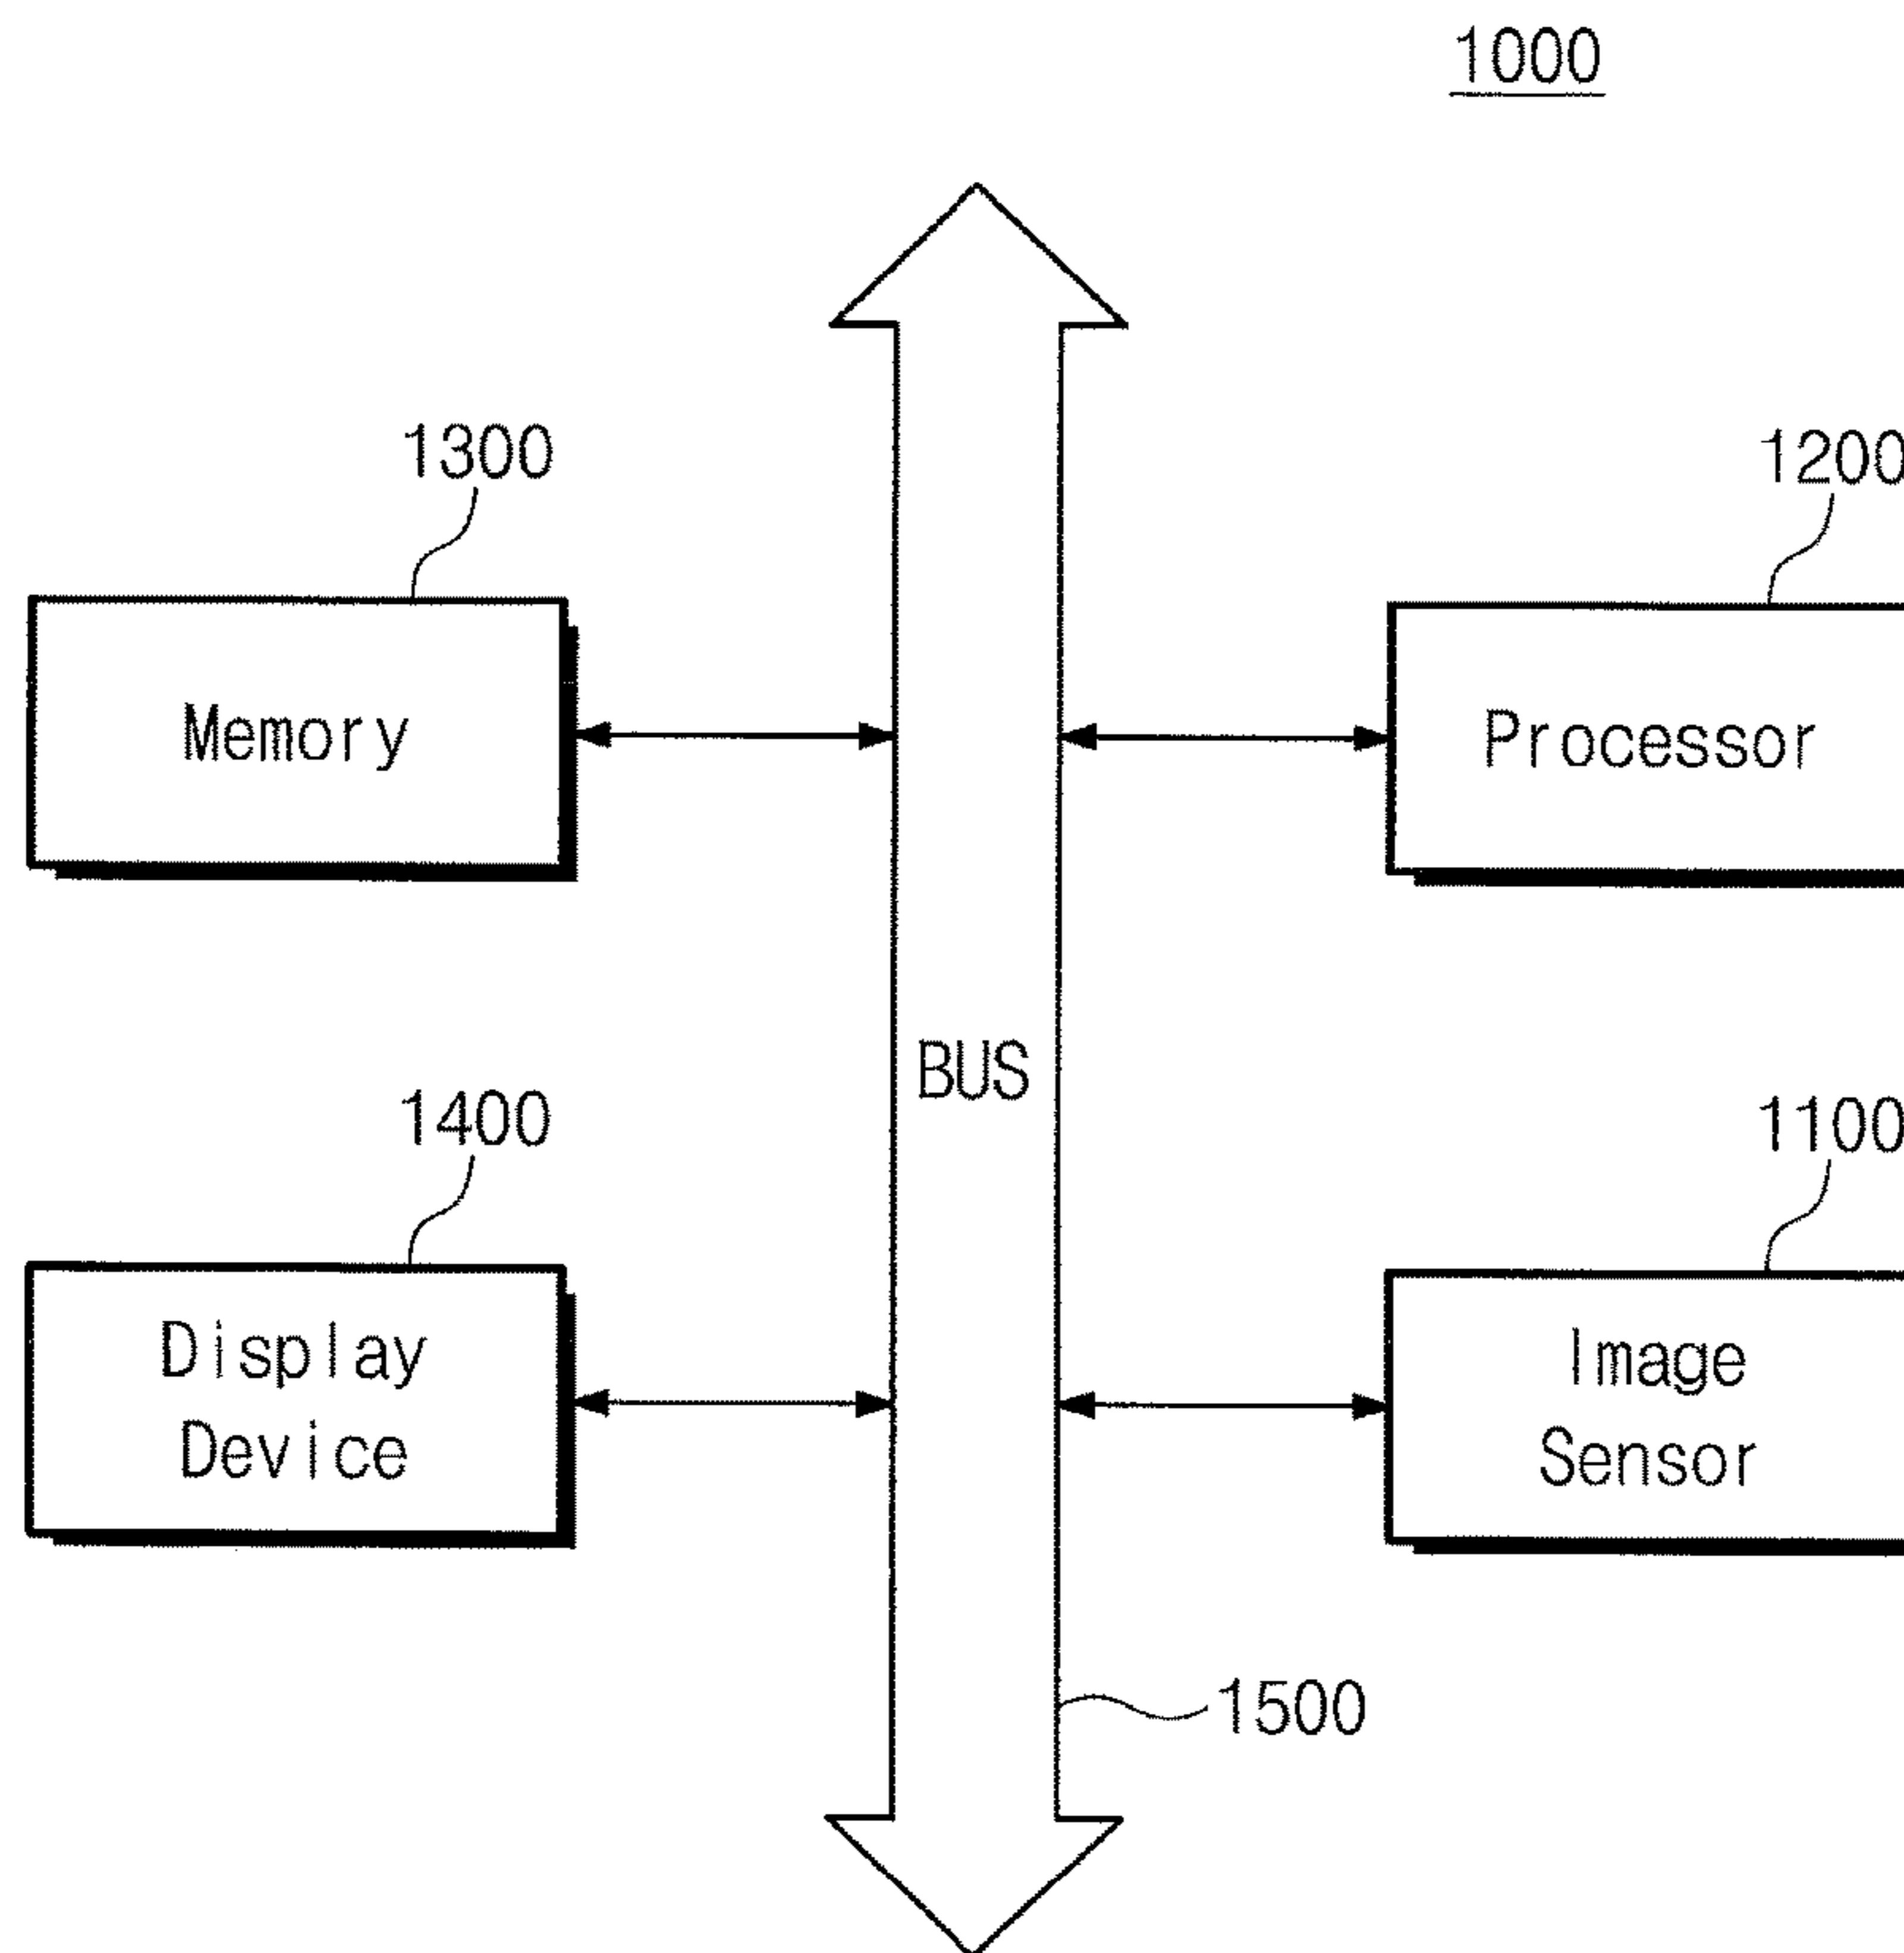 1000
1300
1200
Memory
Processor
BUS
1400
1100
Display
Device
Image
Sensor
1500